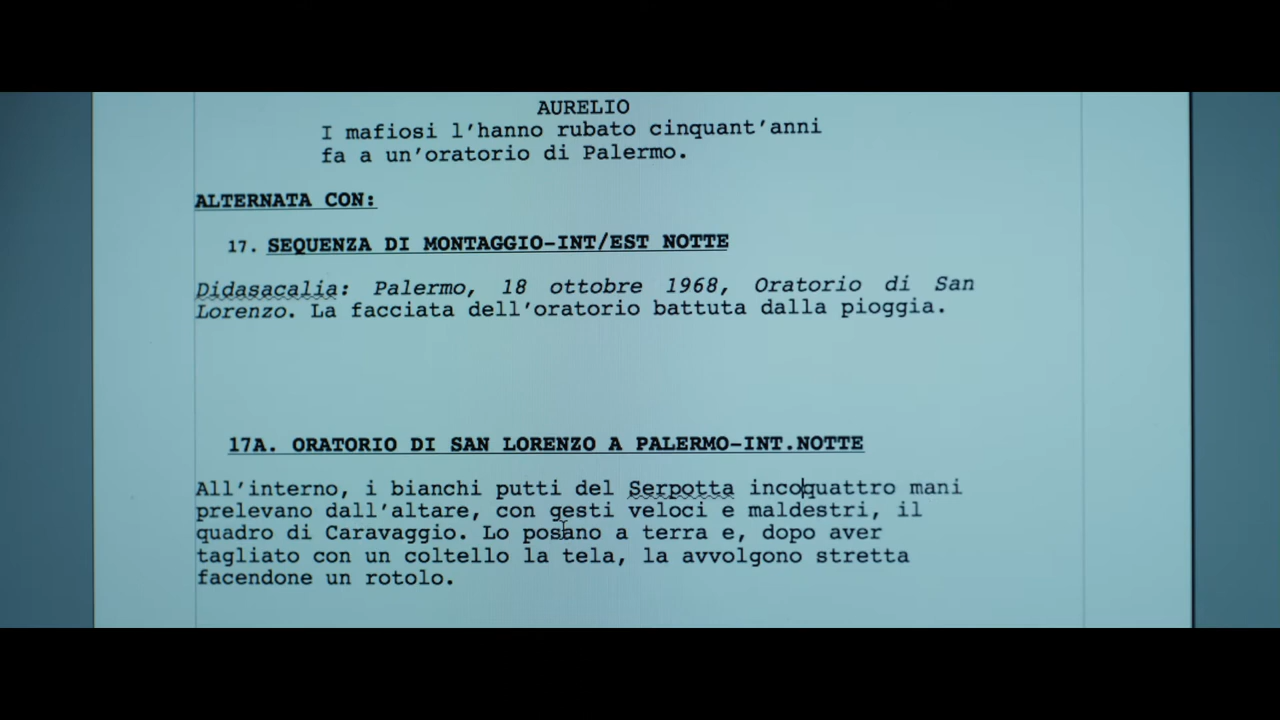 AURELIO
I mafiosi l'hanno rubato cinquant'anni
fa a un'oratorio di Palermo.
ALTERNATA CON:
17. SEQUENZA DI MONTAGGIO-INT/EST NOTTE
Didasacalia: Palermo, 18 ottobre 1968, Oratorio di San
Lorenzo. La facciata dell'oratorio battuta dalla pioggia.
17A. ORATORIO DI SAN LORENZO A PALERMO-INT.NOTTE
All'interno, i bianchi putti del Serpotta incoquattro mani
prelevano dall'altare, con gesti veloci e maldestri, il
quadro di Caravaggio. Lo posano a terra e, dopo aver
tagliato con un coltello la tela, la avvolgono stretta
facendone un rotolo.